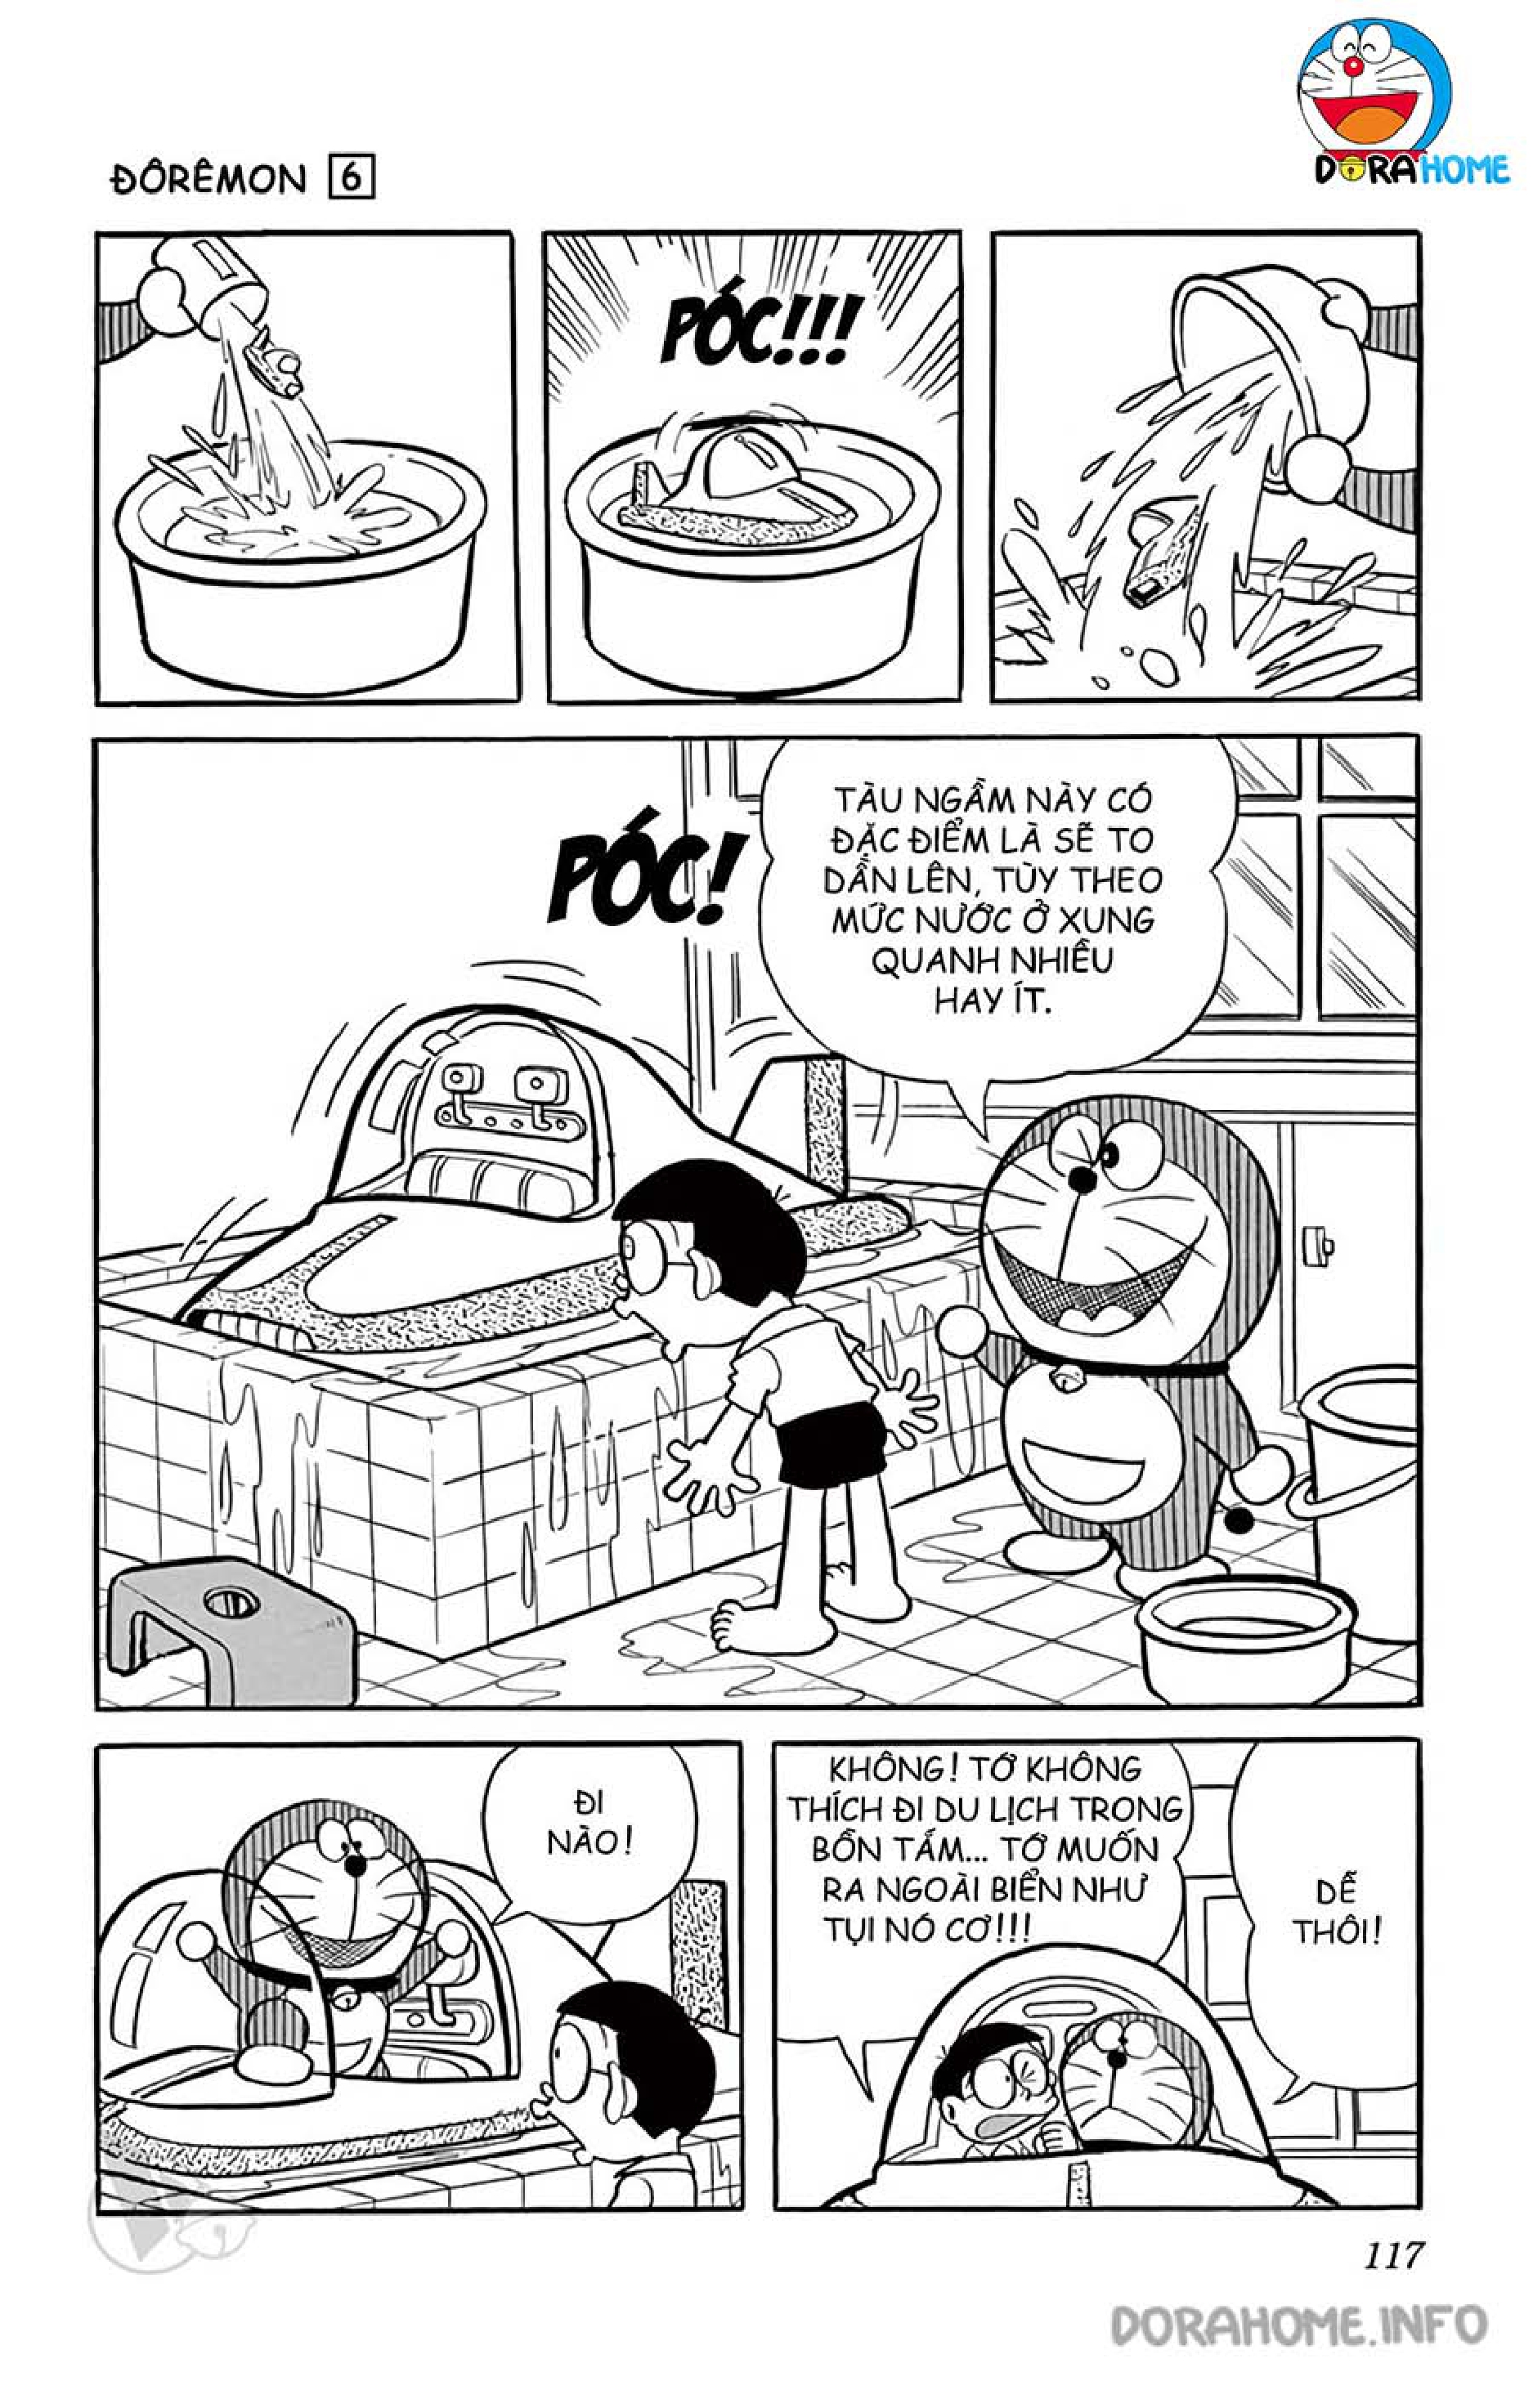 DORAHOME
ĐÔRÊMON 6
PÓC!!!
PÓC!
TÀU NGẦM NÀY CÓ
ĐẶC ĐIỂM LÀ SẼ TO
DẦN LÊN, TÙY THEO
MỨC NƯỚC Ở XUNG
QUANH NHIỀU
HAY ÍT.
ĐI
NÀO!
KHÔNG! TỚ KHÔNG
THÍCH ĐI DU LỊCH TRONG
BỒN TẮM... TỚ MUỐN
RA NGOÀI BIỂN NHƯ
TỤI NÓ CƠ!!!
DỄ
THÔI!
117
DORAHOME.INFO